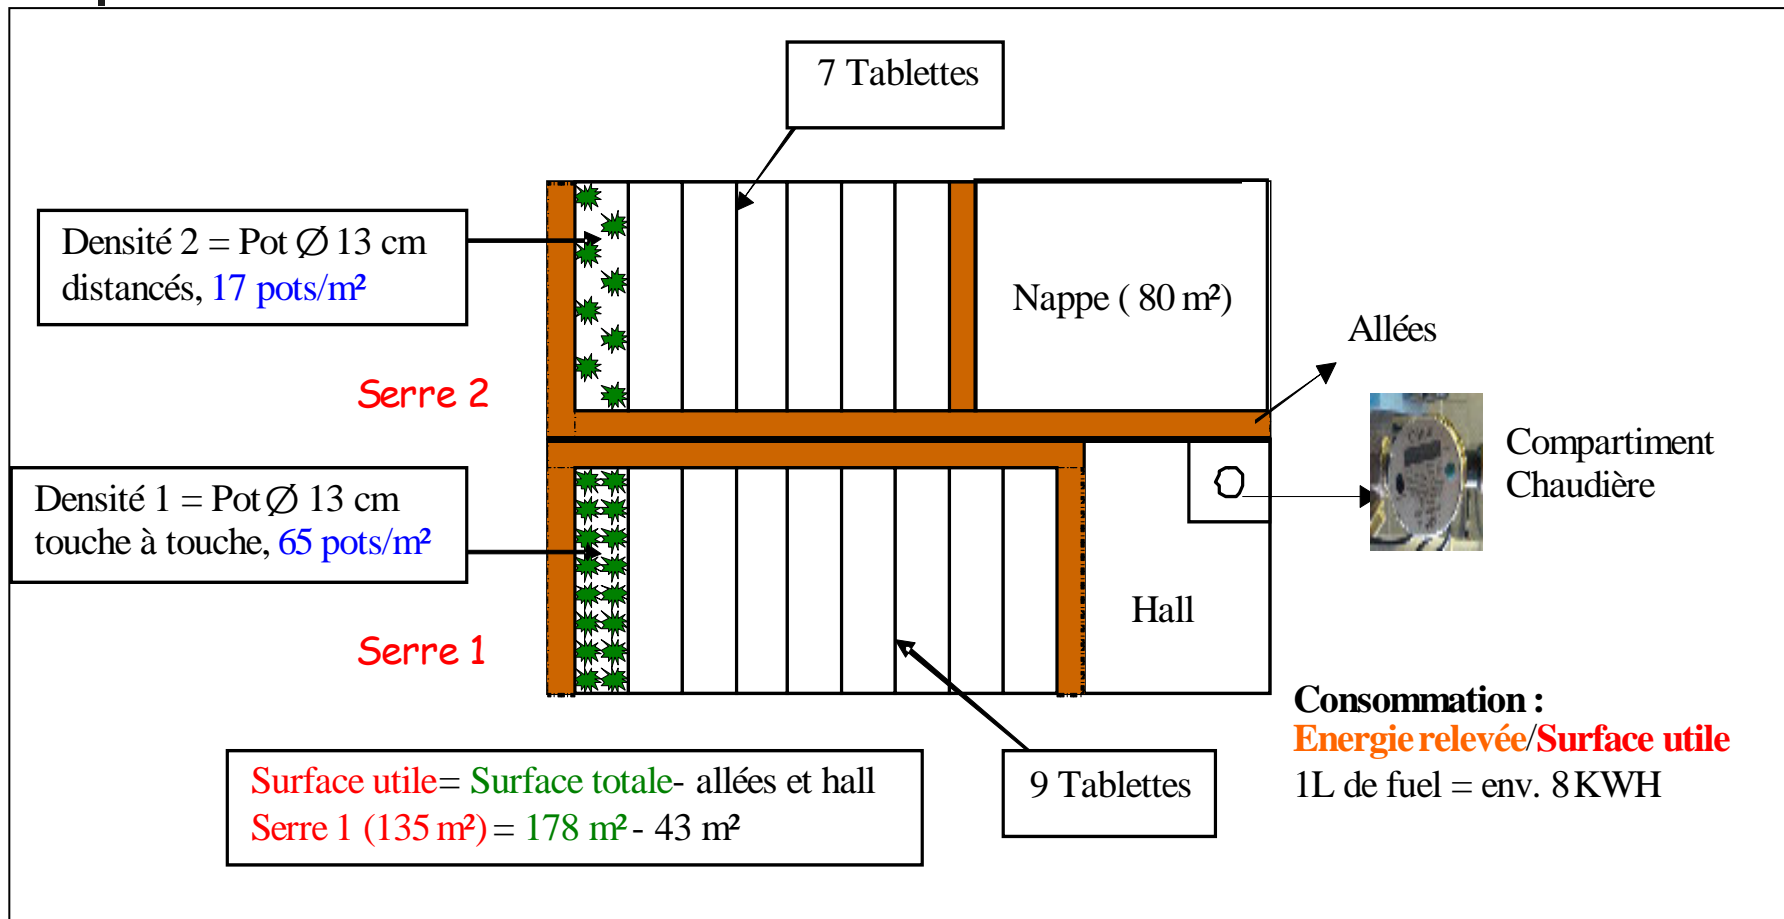 7 Tablettes
Densité 2 = Pot Ø 13 cm
distancés, 17 pots/m²
Nappe ( 80 m²)
Allées
Serre 2
Compartiment
Chaudière
Densité 1 = Pot Ø 13 cm
touche à touche, 65 pots/m²
Hall
Serre 1
Consommation :
Energie relevée/Surface utile
1L de fuel = env. 8 KWH
Surface utile= Surface totale- allées et hall
Serre 1 (135 m²) = 178 m² - 43 m²
9 Tablettes